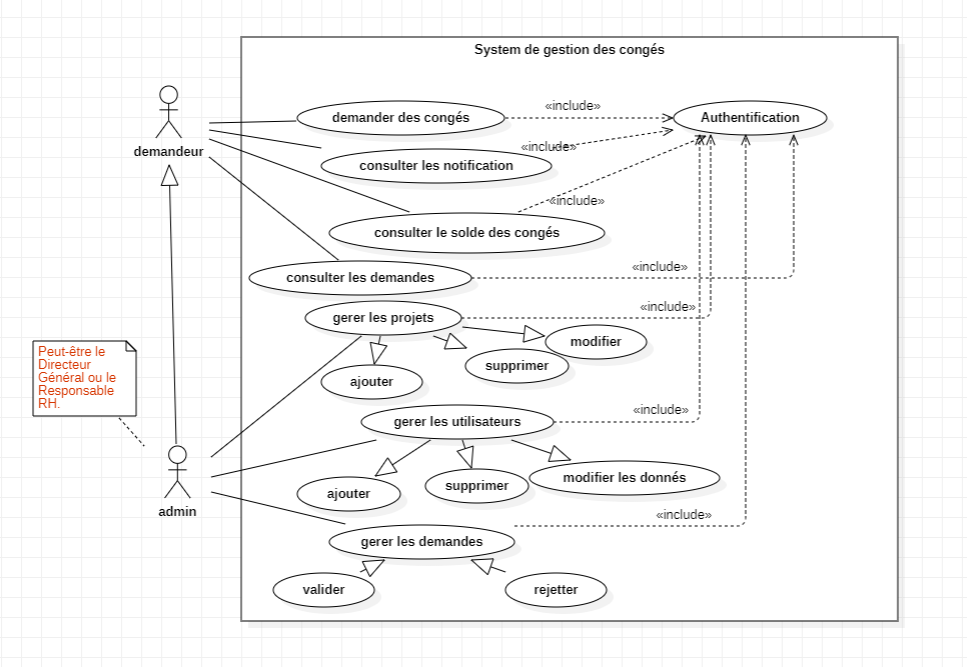 System de gestion des congés
demander des congés
«include»
Authentification
demandeur
consulter les notification
«include»
«include»
consulter le solde des congés
consulter les demandes
«include»
gerer les projets
«include»
modifier
supprimer
ajouter
Peut-être le
Directeur
Général ou le
Responsable
RH.
gerer les utilisateurs
«include»
ajouter
supprimer
modifier les donnés
admin
«include»
gerer les demandes
valider
rejetter